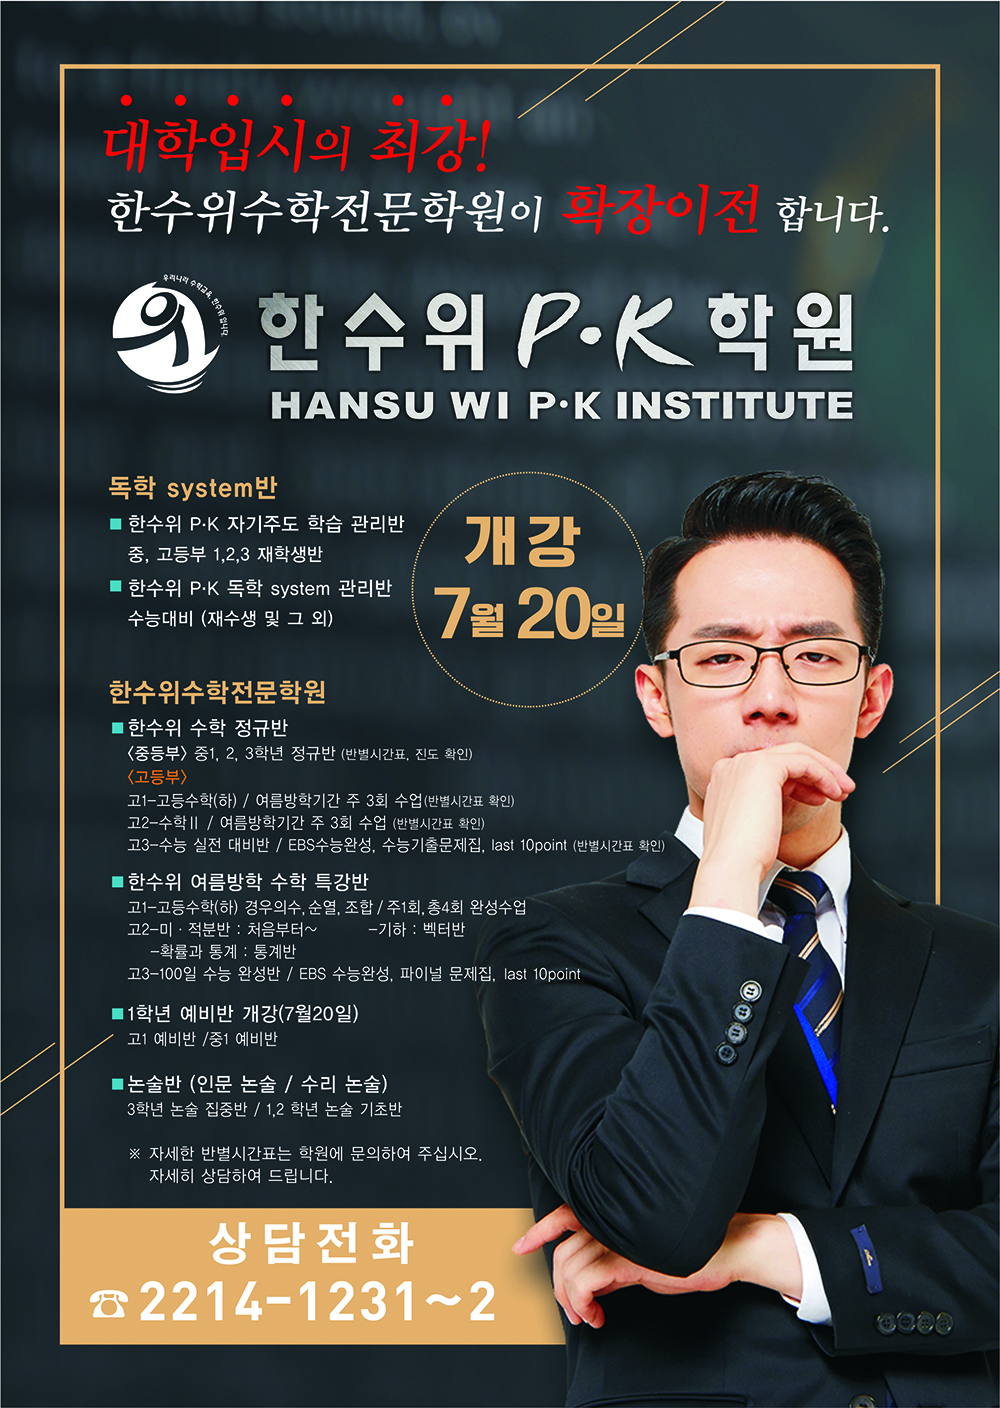 대학입시의 최강!
한수위수학전문학원이 확장이전 합니다.
우리나라 수학교육, 한수위 입니다.
위
한수위 P·K 학원
HANSU WI P·K INSTITUTE
독학 system반
■ 한수위 P·K 자기주도 학습 관리반
중, 고등부 1,2,3 재학생반
■ 한수위 P·K 독학 system 관리반
수능대비 (재수생 및 그 외)
개강
7월 20일
한수위수학전문학원
■ 한수위 수학 정규반
<중등부> 중1, 2, 3학년 정규반 (반별시간표, 진도 확인)
<고등부>
고1-고등수학(하) / 여름방학기간 주 3회 수업(반별시간표 확인)
고2-수학Ⅱ / 여름방학기간 주 3회 수업 (반별시간표 확인)
고3-수능 실전 대비반 / EBS수능완성, 수능기출문제집, last 10point (반별시간표 확인)
■ 한수위 여름방학 수학 특강반
고1-고등수학(하) 경우의수, 순열, 조합 / 주1회, 총4회 완성수업
고2-미 · 적분반 : 처음부터~ -기하 : 벡터반
-확률과 통계 : 통계반
고3-100일 수능 완성반 / EBS 수능완성, 파이널 문제집, last 10point
■ 1학년 예비반 개강(7월20일)
고1 예비반 /중1 예비반
■ 논술반 (인문 논술 / 수리 논술)
3학년 논술 집중반 / 1,2 학년 논술 기초반
※ 자세한 반별시간표는 학원에 문의하여 주십시오.
자세히 상담하여 드립니다.
상담전화
☎2214-1231~2